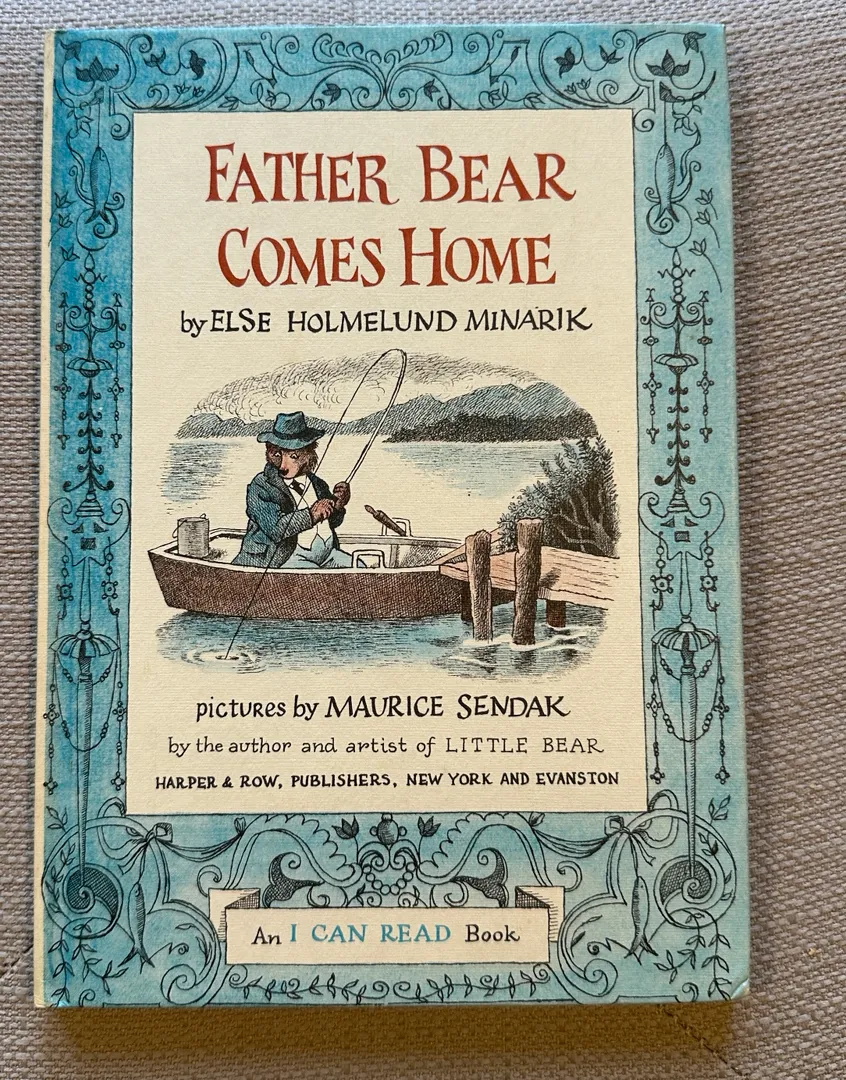 FATHER BEAR
COMES HOME
by ELSE HOLMELUND MINARIK
pictures by MAURICE SENDAK
by the author and artist of LITTLE BEAR
HARPER & ROW, PUBLISHERS, NEW YORK AND EVANSTON
An I CAN READ Book